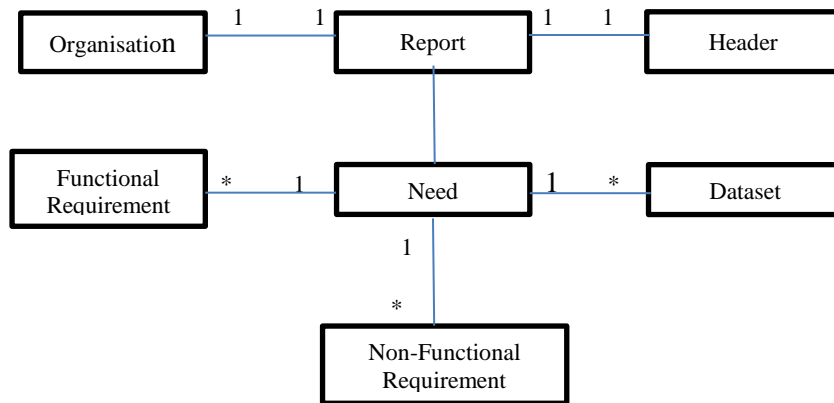 1 1 1 1
Organisation Report Header
Functional
Requirement
* 1 Need 1 * Dataset
1
*
Non-Functional
Requirement